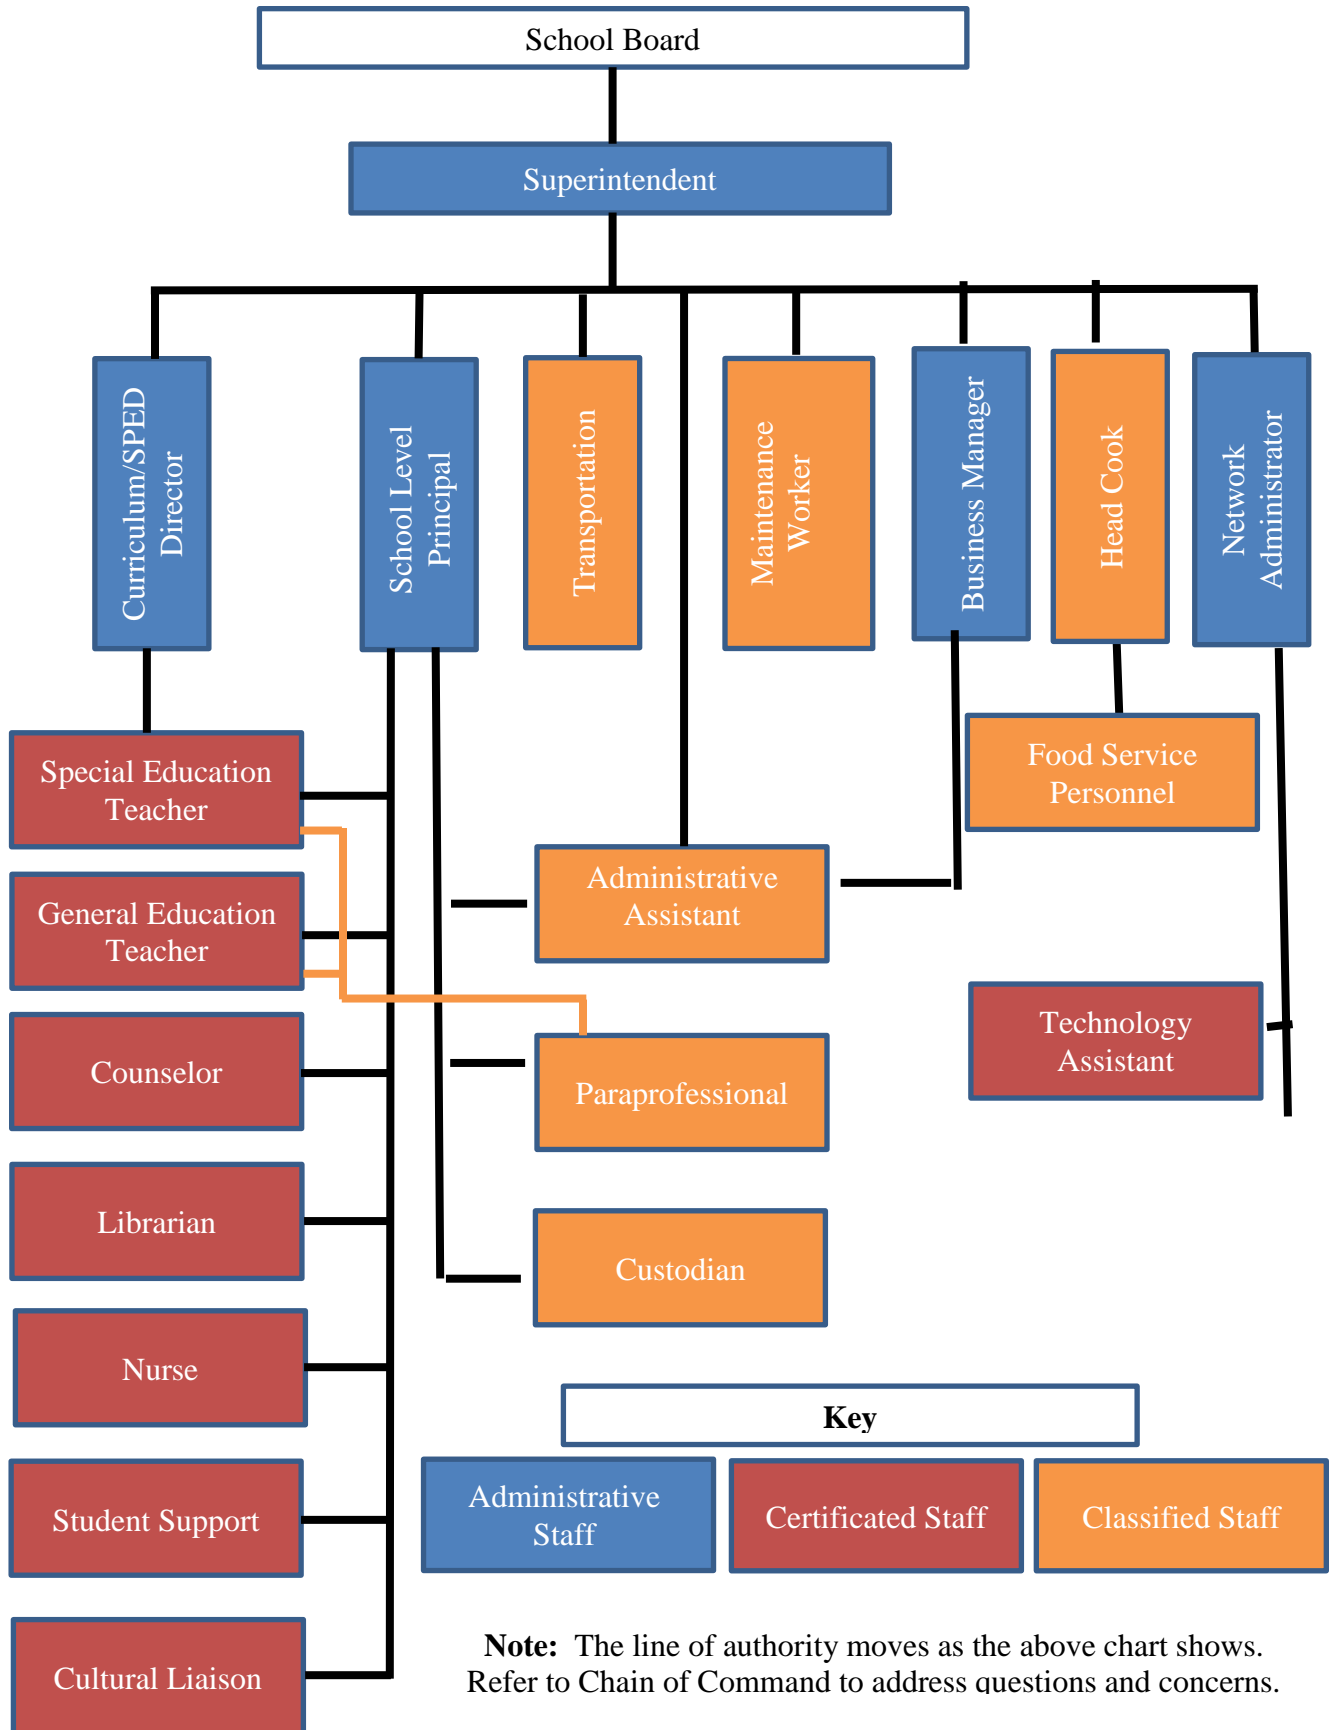 School Board
Superintendent
Curriculum/SPED
Director
School Level
Principal
Transportation
Maintenance
Worker
Business Manager
Head Cook
Network
Administrator
Special Education
Teacher
General Education
Teacher
Counselor
Librarian
Nurse
Student Support
Cultural Liaison
Administrative
Assistant
Paraprofessional
Custodian
Food Service
Personnel
Technology
Assistant
Key
Administrative
Staff
Certificated Staff
Classified Staff
Note: The line of authority moves as the above chart shows.
Refer to Chain of Command to address questions and concerns.